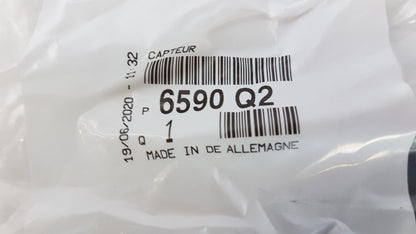 CAPTEUR
P 6590 Q2
Q 1
MADE IN DE ALLEMAGNE
19/06/2020 - 11:32